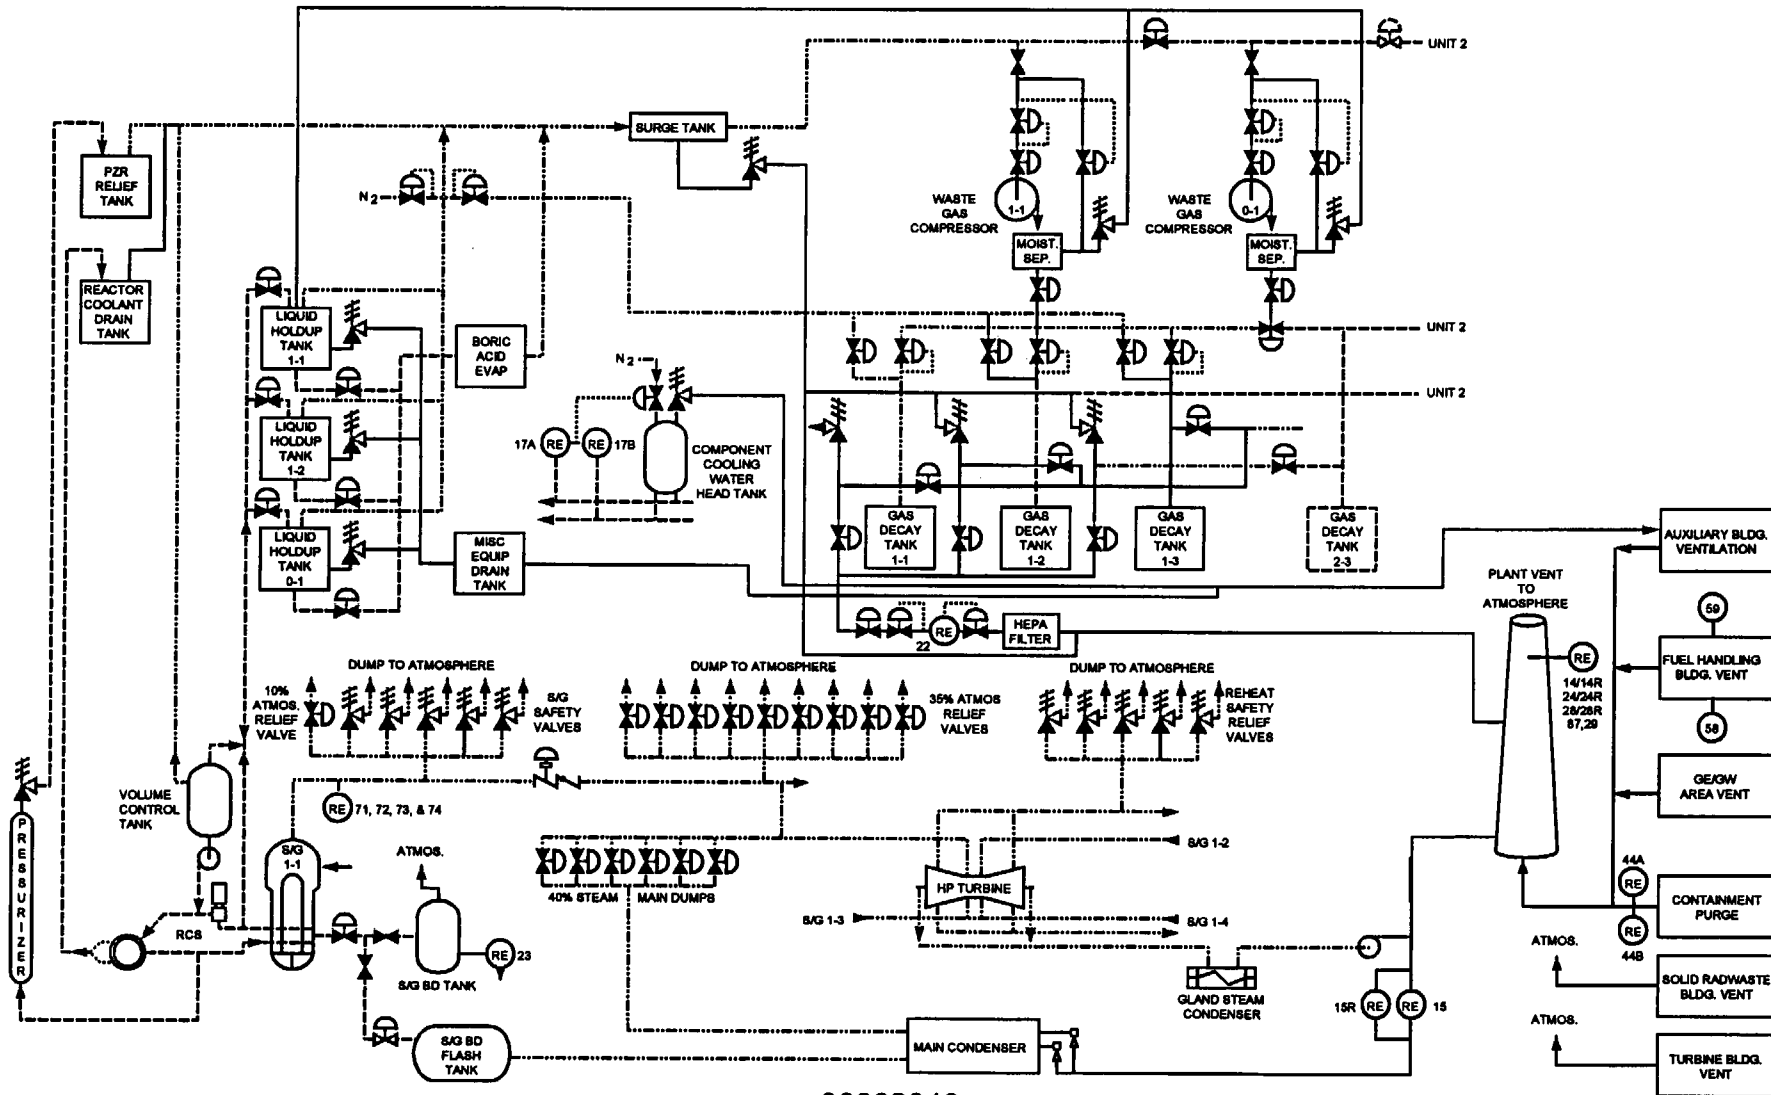 UNIT 2
SURGE TANK
PZR
RELIEF
TANK
N2
WASTE
GAS
COMPRESSOR
1-1
WASTE
GAS
COMPRESSOR
0-1
MOIST.
SEP.
MOIST.
SEP.
REACTOR
COOLANT
DRAIN
TANK
LIQUID
HOLDUP
TANK
1-1
BORIC
ACID
EVAP
UNIT 2
N2
UNIT 2
LIQUID
HOLDUP
TANK
1-2
17A
RE
RE
17B
COMPONENT
COOLING
WATER
HEAD TANK
LIQUID
HOLDUP
TANK
0-1
MISC
EQUIP
DRAIN
TANK
GAS
DECAY
TANK
1-1
GAS
DECAY
TANK
1-2
GAS
DECAY
TANK
1-3
GAS
DECAY
TANK
2-3
AUXILIARY BLDG.
VENTILATION
PLANT VENT
TO
ATMOSPHERE
59
RE
22
HEPA
FILTER
FUEL HANDLING
BLDG. VENT
58
RE
14/14R
24/24R
28/28R
87,29
DUMP TO ATMOSPHERE
DUMP TO ATMOSPHERE
DUMP TO ATMOSPHERE
10%
ATMOS.
RELIEF
VALVE
S/G
SAFETY
VALVES
35% ATMOS
RELIEF
VALVES
REHEAT
SAFETY
RELIEF
VALVES
GE/GW
AREA VENT
VOLUME
CONTROL
TANK
RE
71, 72, 73, & 74
PRESSURIZER
S/G
1-1
ATMOS.
40% STEAM
MAIN DUMPS
HP TURBINE
S/G 1-2
S/G 1-3
S/G 1-4
44A
RE
CONTAINMENT
PURGE
RE
44B
RCS
RE
23
S/G BD TANK
GLAND STEAM
CONDENSER
ATMOS.
SOLID RADWASTE
BLDG. VENT
15R
RE
RE
15
ATMOS.
S/G BD
FLASH
TANK
MAIN CONDENSER
TURBINE BLDG.
VENT